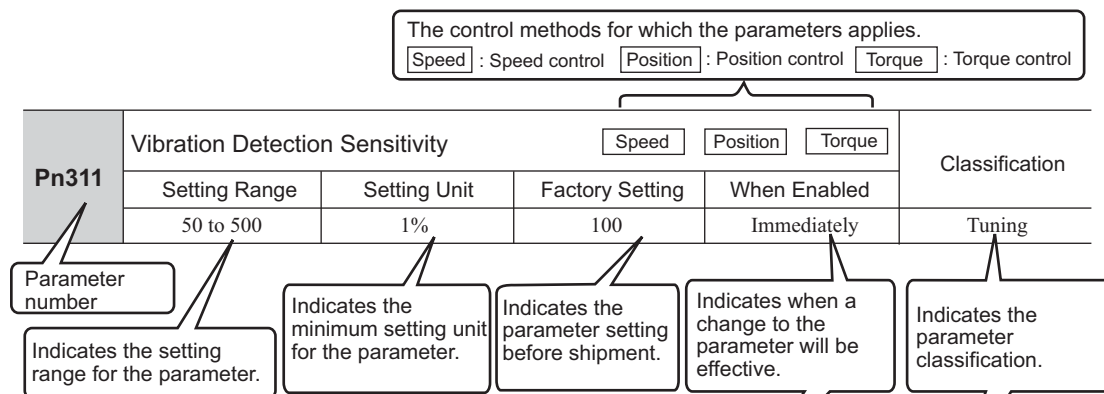 The control methods for which the parameters applies.
Speed : Speed control Position : Position control Torque : Torque control
Pn311
Vibration Detection Sensitivity Speed Position Torque
Classification
Setting Range Setting Unit Factory Setting When Enabled
50 to 500 1% 100 Immediately Tuning
Parameter
number
Indicates the setting
range for the parameter.
Indicates the
minimum setting unit
for the parameter.
Indicates the
parameter setting
before shipment.
Indicates when a
change to the
parameter will be
effective.
Indicates the
parameter
classification.